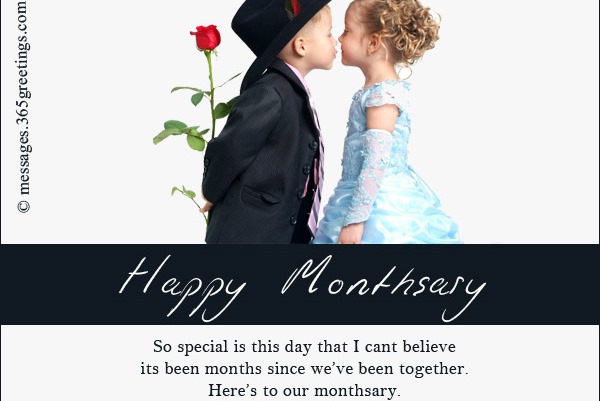 © messages.365greetings.com
Happy Monthsary
So special is this day that I cant believe
its been months since we've been together.
Here's to our monthsary.